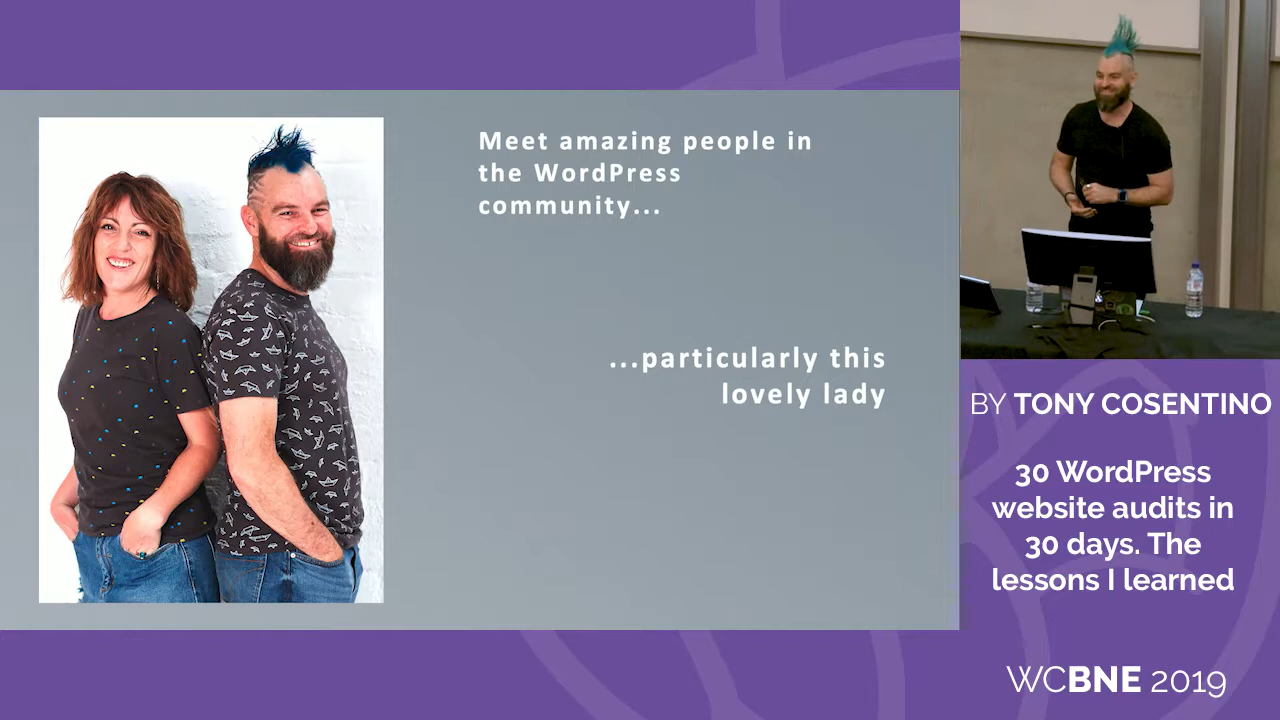 Meet amazing people in
the WordPress
community...
...particularly this
lovely lady
BY TONY COSENTINO
30 WordPress
website audits in
30 days. The
lessons I learned
WCBNE 2019